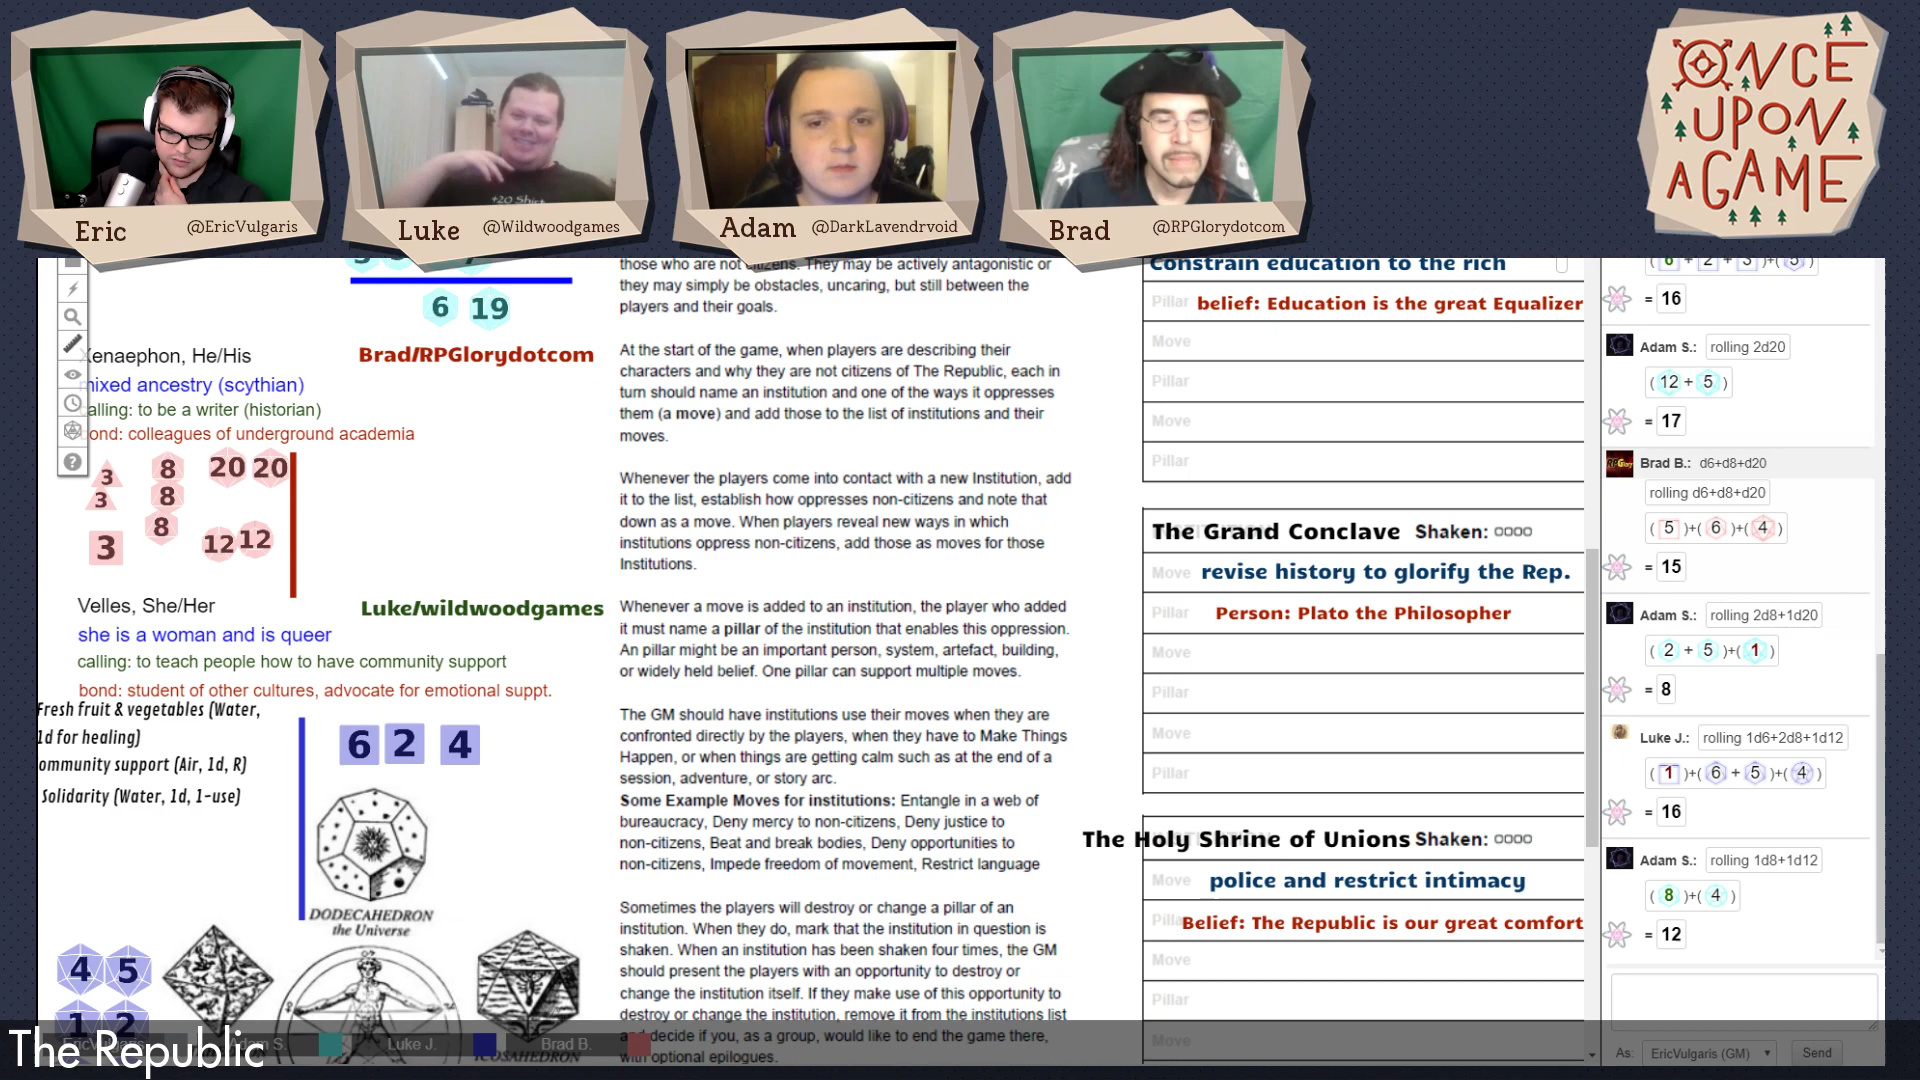 Eric @EricVulgaris
Luke @Wildwoodgames
Adam @DarkLavendrvoid
Brad @RPGlorydotcom
ONCE
UPON
A GAME
+20 Shirt
6 19
Xenaephon, He/His
Brad/RPGlorydotcom
mixed ancestry (scythian)
calling: to be a writer (historian)
bond: colleagues of underground academia
3 8 20 20
3 8
8
3 12 12
Velles, She/Her
Luke/wildwoodgames
she is a woman and is queer
calling: to teach people how to have community support
bond: student of other cultures, advocate for emotional suppt.
Fresh fruit & vegetables (Water,
1d for healing)
ommunity support (Air, 1d, R)
Solidarity (Water, 1d, 1-use)
6 2 4
DODECAHEDRON
the Universe
4 5
1 2
ICOSAHEDRON
those who are not citizens. They may be actively antagonistic or
they may simply be obstacles, uncaring, but still between the
players and their goals.
At the start of the game, when players are describing their
characters and why they are not citizens of The Republic, each in
turn should name an institution and one of the ways it oppresses
them (a move) and add those to the list of institutions and their
moves.
Whenever the players come into contact with a new Institution, add
it to the list, establish how oppresses non-citizens and note that
down as a move. When players reveal new ways in which
institutions oppress non-citizens, add those as moves for those
Institutions.
Whenever a move is added to an institution, the player who added
it must name a pillar of the institution that enables this oppression.
An pillar might be an important person, system, artefact, building,
or widely held belief. One pillar can support multiple moves.
The GM should have institutions use their moves when they are
confronted directly by the players, when they have to Make Things
Happen, or when things are getting calm such as at the end of a
session, adventure, or story arc.
Some Example Moves for institutions: Entangle in a web of
bureaucracy, Deny mercy to non-citizens, Deny justice to
non-citizens, Beat and break bodies, Deny opportunities to
non-citizens, Impede freedom of movement, Restrict language
Sometimes the players will destroy or change a pillar of an
institution. When they do, mark that the institution in question is
shaken. When an institution has been shaken four times, the GM
should present the players with an opportunity to destroy or
change the institution itself. If they make use of this opportunity to
destroy or change the institution, remove it from the institutions list
and decide if you, as a group, would like to end the game there,
with optional epilogues.
Constrain education to the rich
Pillar belief: Education is the great Equalizer
Move
Pillar
Move
Pillar
The Grand Conclave Shaken:
Move revise history to glorify the Rep.
Pillar Person: Plato the Philosopher
Move
Pillar
Move
Pillar
The Holy Shrine of Unions Shaken:
Move police and restrict intimacy
Pilla Belief: The Republic is our great comfort
Move
Pillar
Move
(6+2+3)+(5)
= 16
Adam S.: rolling 2d20
(12+5)
= 17
Brad B.: d6+d8+d20
rolling d6+d8+d20
(5)+(6)+(4)
= 15
Adam S.: rolling 2d8+1d20
(2+5)+(1)
= 8
Luke J.: rolling 1d6+2d8+1d12
(1)+(6+5)+(4)
= 16
Adam S.: rolling 1d8+1d12
(8)+(4)
= 12
As: EricVulgaris (GM) Send
The Republic
EricVulgaris Adam S. Luke J. Brad B.